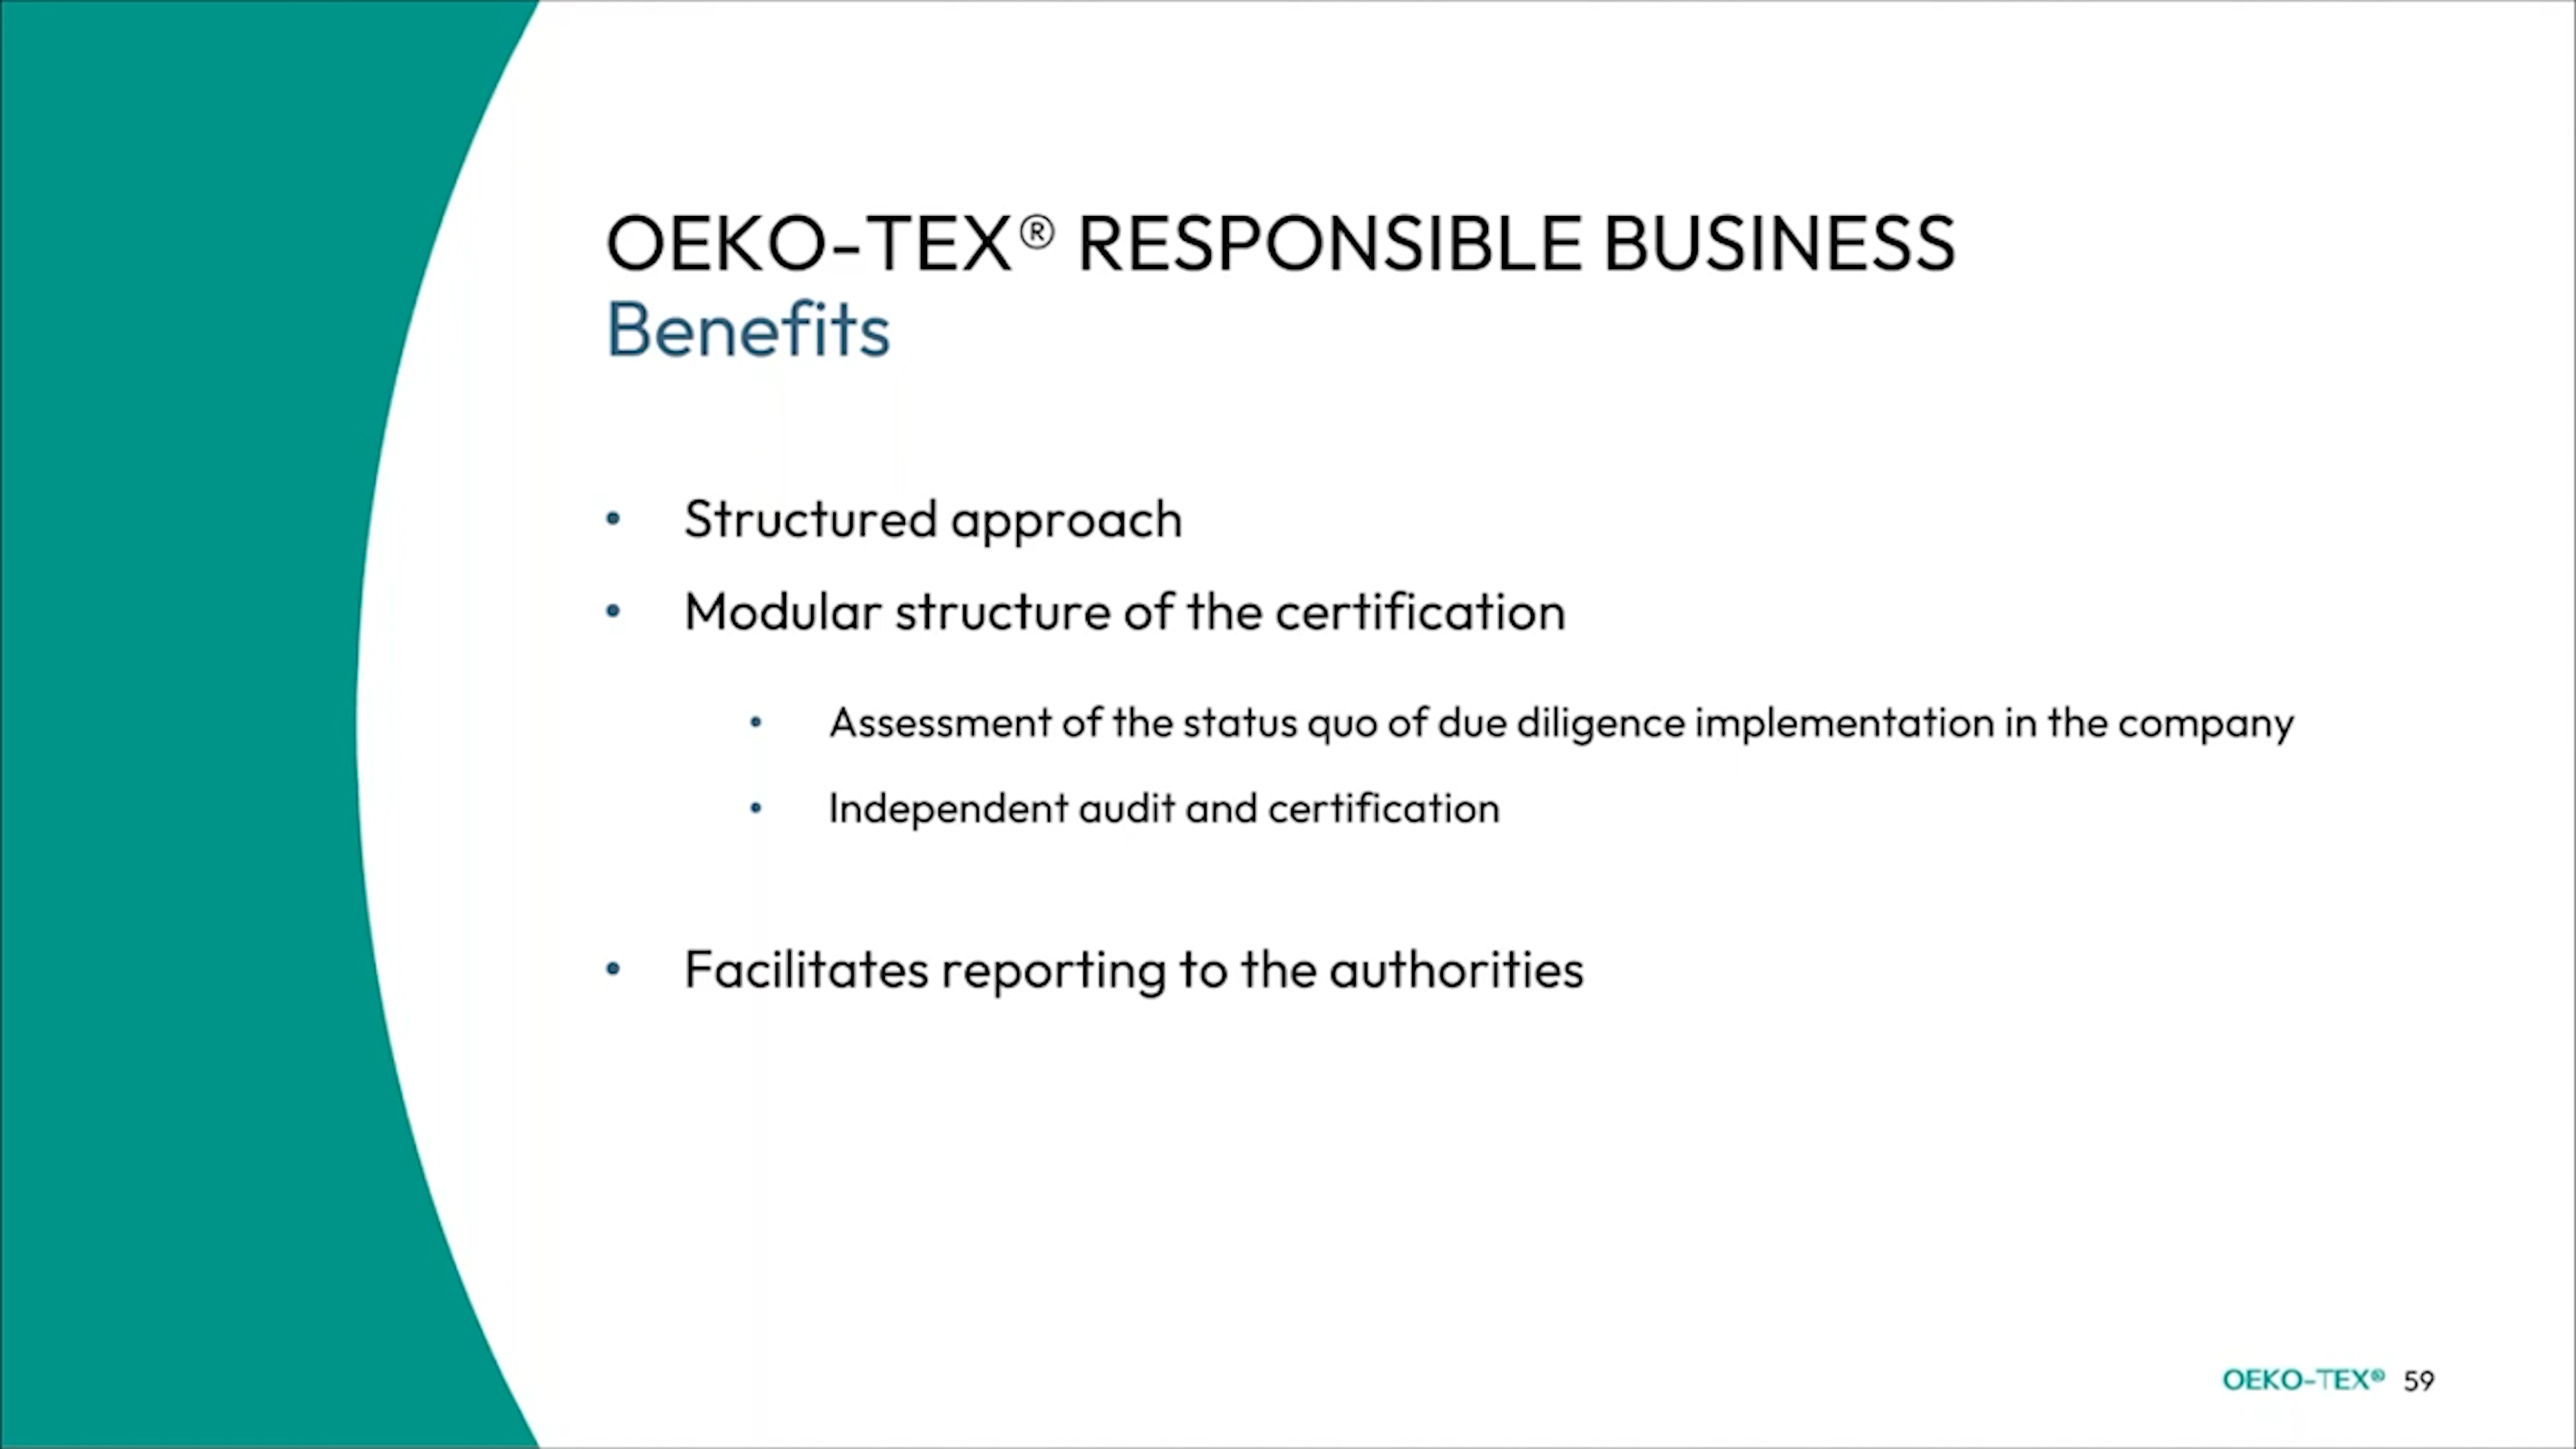 OEKO-TEX® RESPONSIBLE BUSINESS
Benefits
• Structured approach
• Modular structure of the certification
• Assessment of the status quo of due diligence implementation in the company
• Independent audit and certification
• Facilitates reporting to the authorities
OEKO-TEX® 59